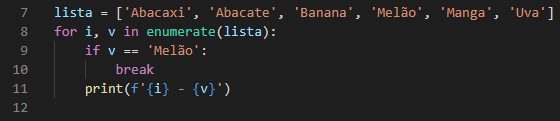 7 lista = ['Abacaxi', 'Abacate', 'Banana', 'Melão', 'Manga', 'Uva']
8 for i, v in enumerate(lista):
9     if v == 'Melão':
10         break
11     print(f'{i} - {v}')
12